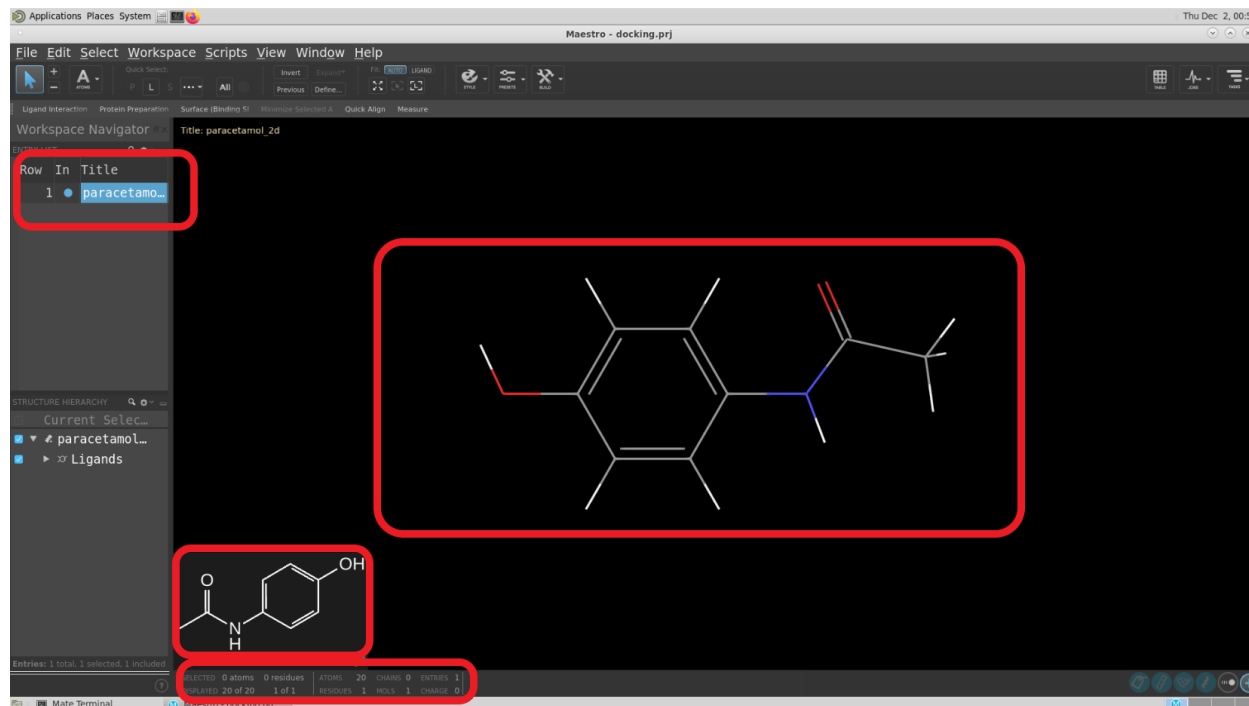 Applications Places System
Thu Dec 2, 00:5
Maestro - docking.prj
File Edit Select Workspace Scripts View Window Help
Quick Select:
Invert Expand
Fit: AUTO LIGAND
+
−
A
ATOMS
P L S
All
Previous Define...
STYLE
PRESETS
BUILD
TABLE
JOBS
TASKS
Ligand Interaction Protein Preparation Surface (Binding Si Minimize Selected A Quick Align Measure
Workspace Navigator
Title: paracetamol_2d
Row In Title
1 paracetamo...
STRUCTURE HIERARCHY
Current Selec…
paracetamol…
Ligands
OH
O
N
H
Entries: 1 total, 1 selected, 1 included
SELECTED 0 atoms 0 residues ATOMS 20 CHAINS 0 ENTRIES 1
DISPLAYED 20 of 20 1 of 1 RESIDUES 1 MOLS 1 CHARGE 0
Mate Terminal